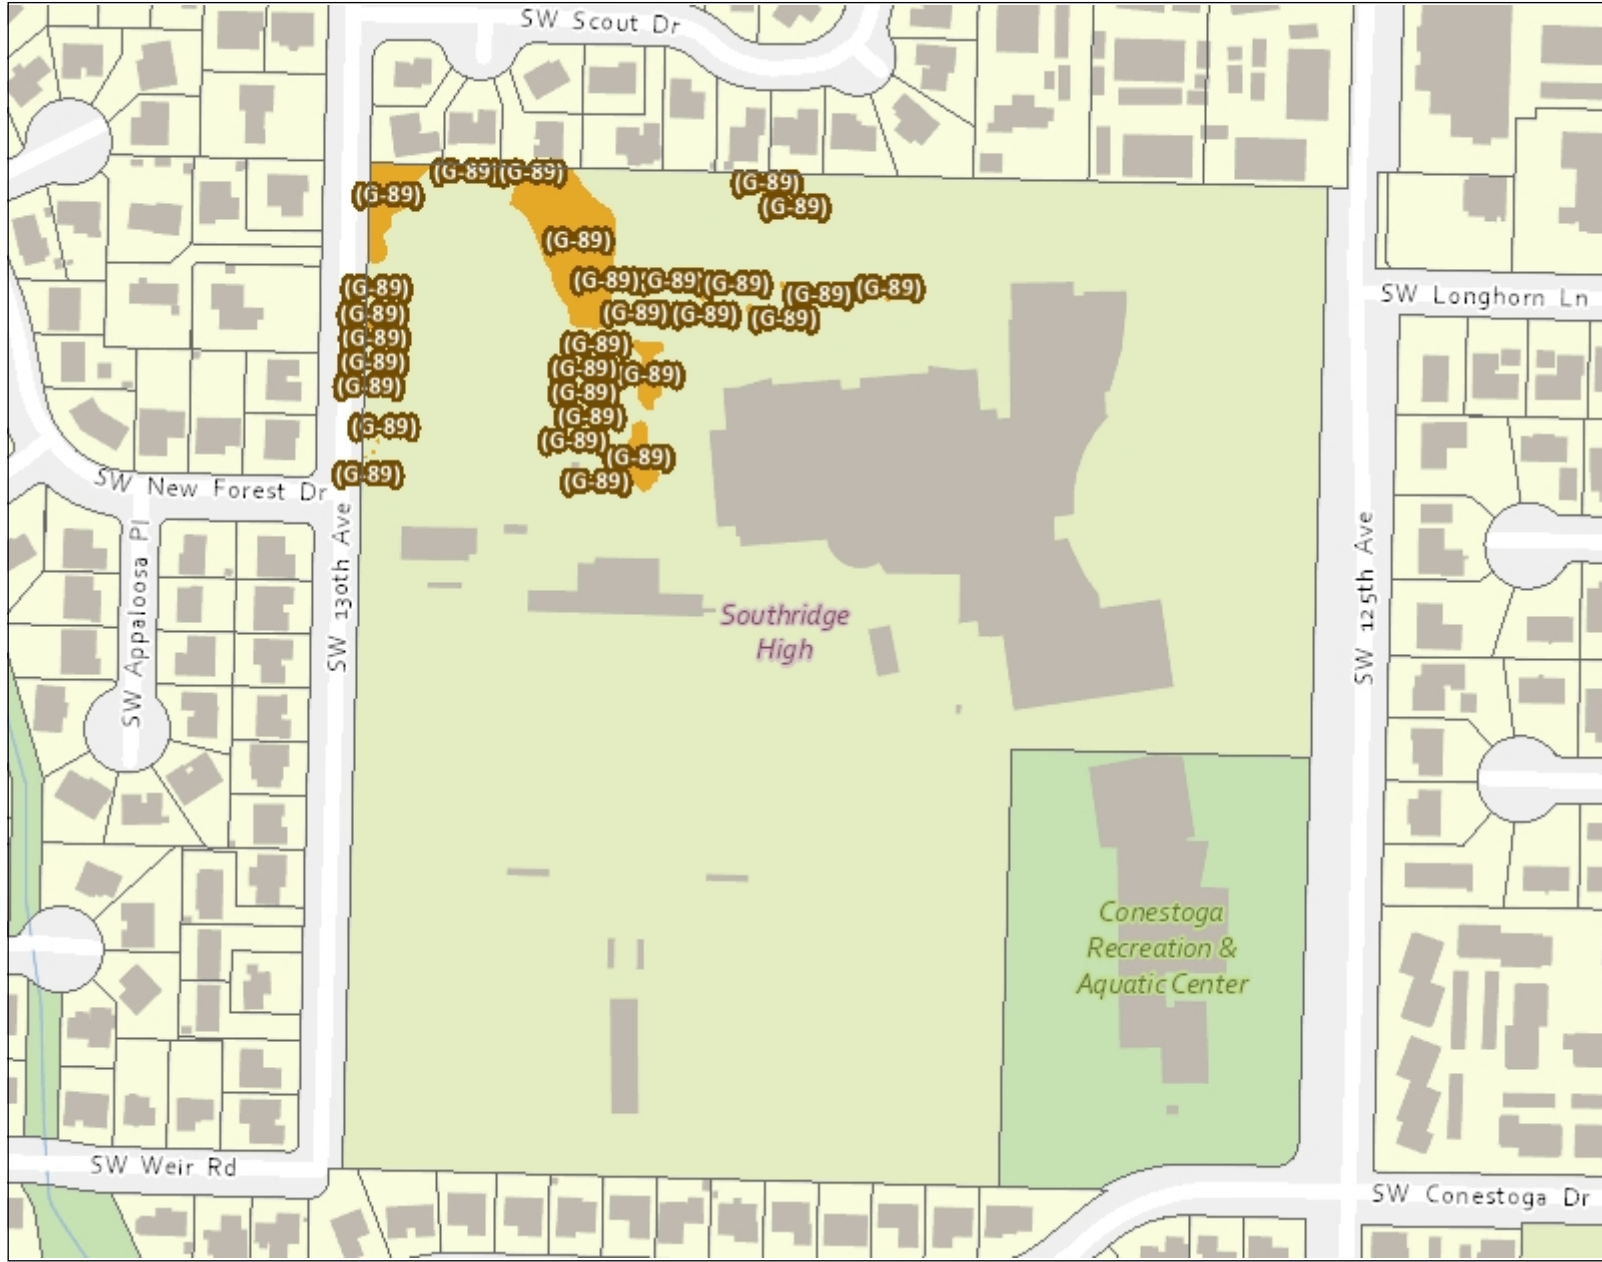 SW Scout Dr
(G-89) (G-89)
(G-89)
(G-89)
(G-89)
(G-89)
(G-89) (G-89) (G-89)
(G-89)
(G-89)
(G-89)
SW Longhorn Ln
(G-89)
(G-89) (G-89) (G-89)
(G-89)
(G-89)
(G-89)
(G-89)
(G-89)
(G-89)
(G-89)
(G-89)
(G-89)
(G-89)
(G-89)
(G-89)
(G-89)
SW New Forest Dr
SW Appaloosa Pl
SW 130th Ave
SW 125th Ave
Southridge
High
Conestoga
Recreation &
Aquatic Center
SW Weir Rd
SW Conestoga Dr